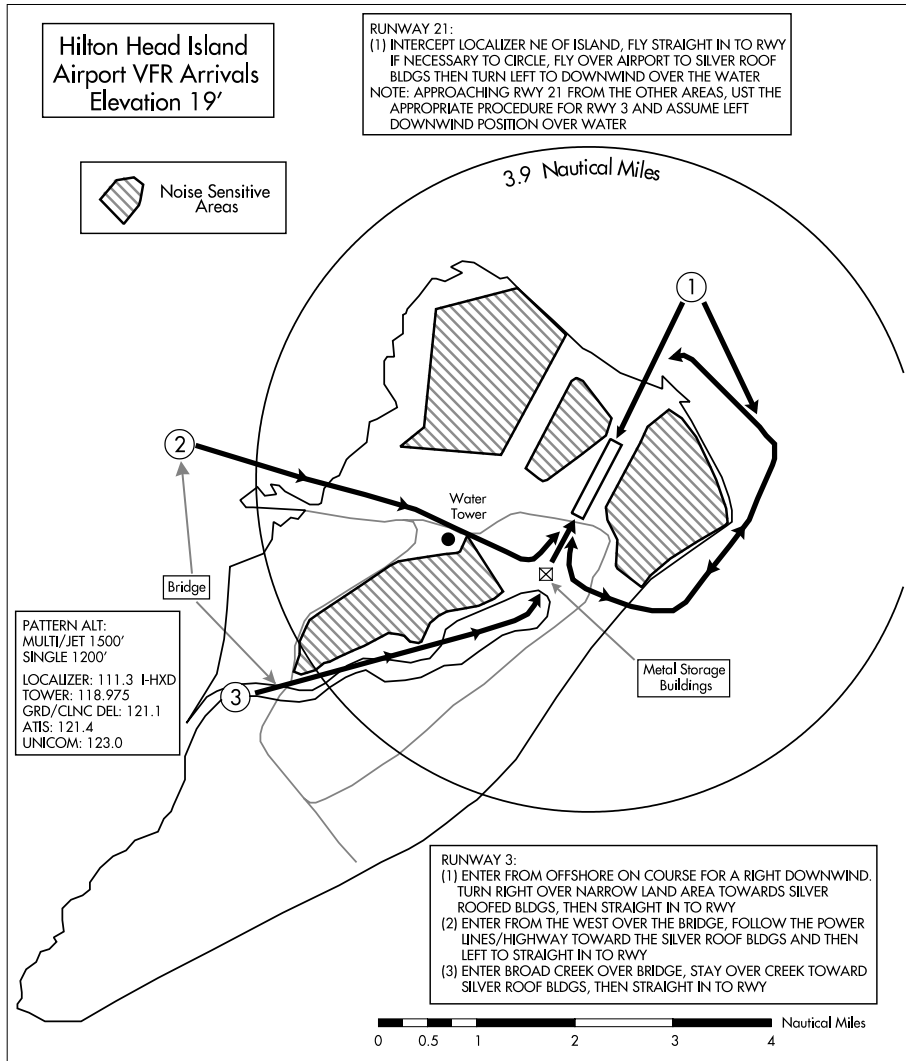 Hilton Head Island
Airport VFR Arrivals
Elevation 19'
RUNWAY 21:
(1) INTERCEPT LOCALIZER NE OF ISLAND, FLY STRAIGHT IN TO RWY
IF NECESSARY TO CIRCLE, FLY OVER AIRPORT TO SILVER ROOF
BLDGS THEN TURN LEFT TO DOWNWIND OVER THE WATER
NOTE: APPROACHING RWY 21 FROM THE OTHER AREAS, UST THE
APPROPRIATE PROCEDURE FOR RWY 3 AND ASSUME LEFT
DOWNWIND POSITION OVER WATER
Noise Sensitive
Areas
3.9 Nautical Miles
1
2
Water
Tower
Bridge
3
Metal Storage
Buildings
PATTERN ALT:
MULTI/JET 1500'
SINGLE 1200'
LOCALIZER: 111.3 I-HXD
TOWER: 118.975
GRD/CLNC DEL: 121.1
ATIS: 121.4
UNICOM: 123.0
RUNWAY 3:
(1) ENTER FROM OFFSHORE ON COURSE FOR A RIGHT DOWNWIND.
TURN RIGHT OVER NARROW LAND AREA TOWARDS SILVER
ROOFED BLDGS, THEN STRAIGHT IN TO RWY
(2) ENTER FROM THE WEST OVER THE BRIDGE, FOLLOW THE POWER
LINES/HIGHWAY TOWARD THE SILVER ROOF BLDGS AND THEN
LEFT TO STRAIGHT IN TO RWY
(3) ENTER BROAD CREEK OVER BRIDGE, STAY OVER CREEK TOWARD
SILVER ROOF BLDGS, THEN STRAIGHT IN TO RWY
Nautical Miles
0 0.5 1 2 3 4